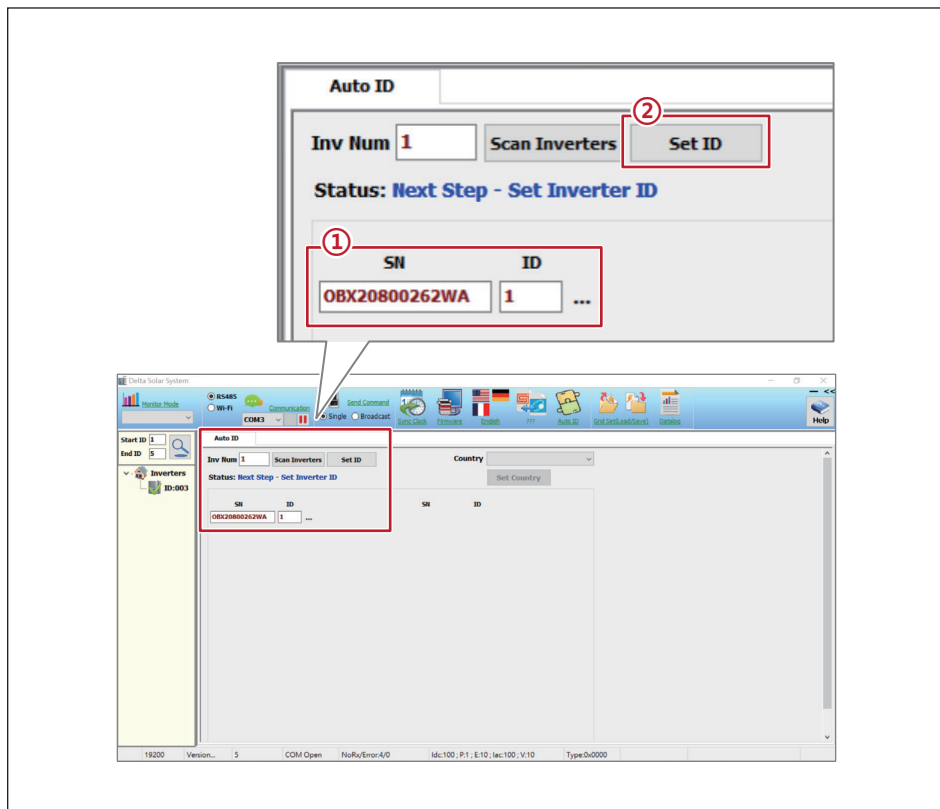 Auto ID
②
Inv Num 1 Scan Inverters Set ID
Status: Next Step - Set Inverter ID
①
SN ID
OBX20800262WA 1 ...
Delta Solar System
Monitor Mode
RS485
Wi-Fi
COM3
Communication
Send Command
Single Broadcast
Sync Clock
Firmware
English
???
Auto ID
Grid Set(Load/Save)
Datalog
<<
Help
Start ID 1
End ID 5
Inverters
ID:003
Auto ID
Inv Num 1 Scan Inverters Set ID Country
Status: Next Step - Set Inverter ID Set Country
SN ID SN ID
OBX20800262WA 1 ...
19200 Version... 5 COM Open NoRx/Error:4/0 Idc:100 ; P:1 ; E:10 ; Iac:100 ; V:10 Type:0x0000